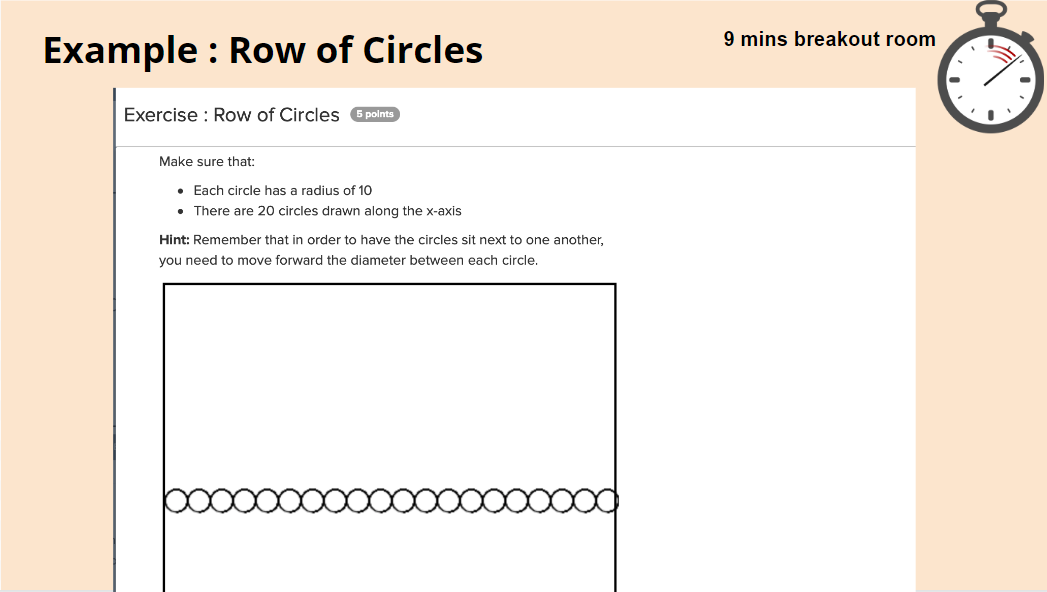 Example : Row of Circles
9 mins breakout room
Exercise : Row of Circles 5 points
Make sure that:
• Each circle has a radius of 10
• There are 20 circles drawn along the x-axis
Hint: Remember that in order to have the circles sit next to one another,
you need to move forward the diameter between each circle.